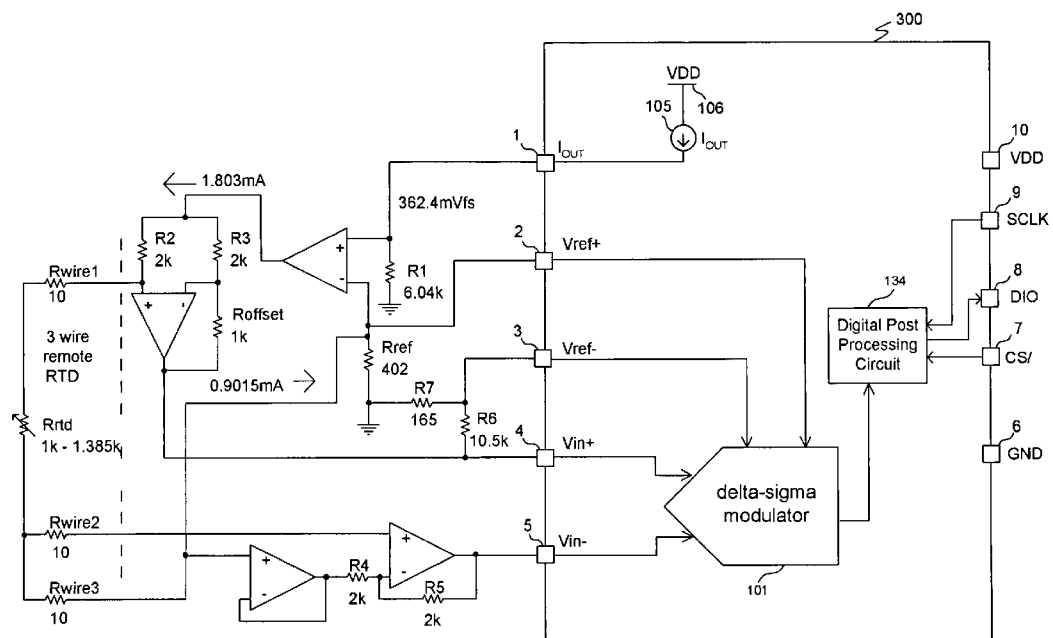 300
VDD
106
105
I_OUT
1
I_OUT
10
VDD
1.803mA
362.4mVfs
9
SCLK
R2
2k
R3
2k
+
-
R1
6.04k
2
Vref+
8
DIO
134
Digital Post
Processing
Circuit
7
CS/
Rwire1
10
+
-
Roffset
1k
3 wire
remote
RTD
3
Vref-
Rref
402
0.9015mA
R7
165
R6
10.5k
Rrtd
1k - 1.385k
4
Vin+
6
GND
delta-sigma
modulator
101
Rwire2
10
+
-
5
Vin-
Rwire3
10
+
-
R4
2k
R5
2k